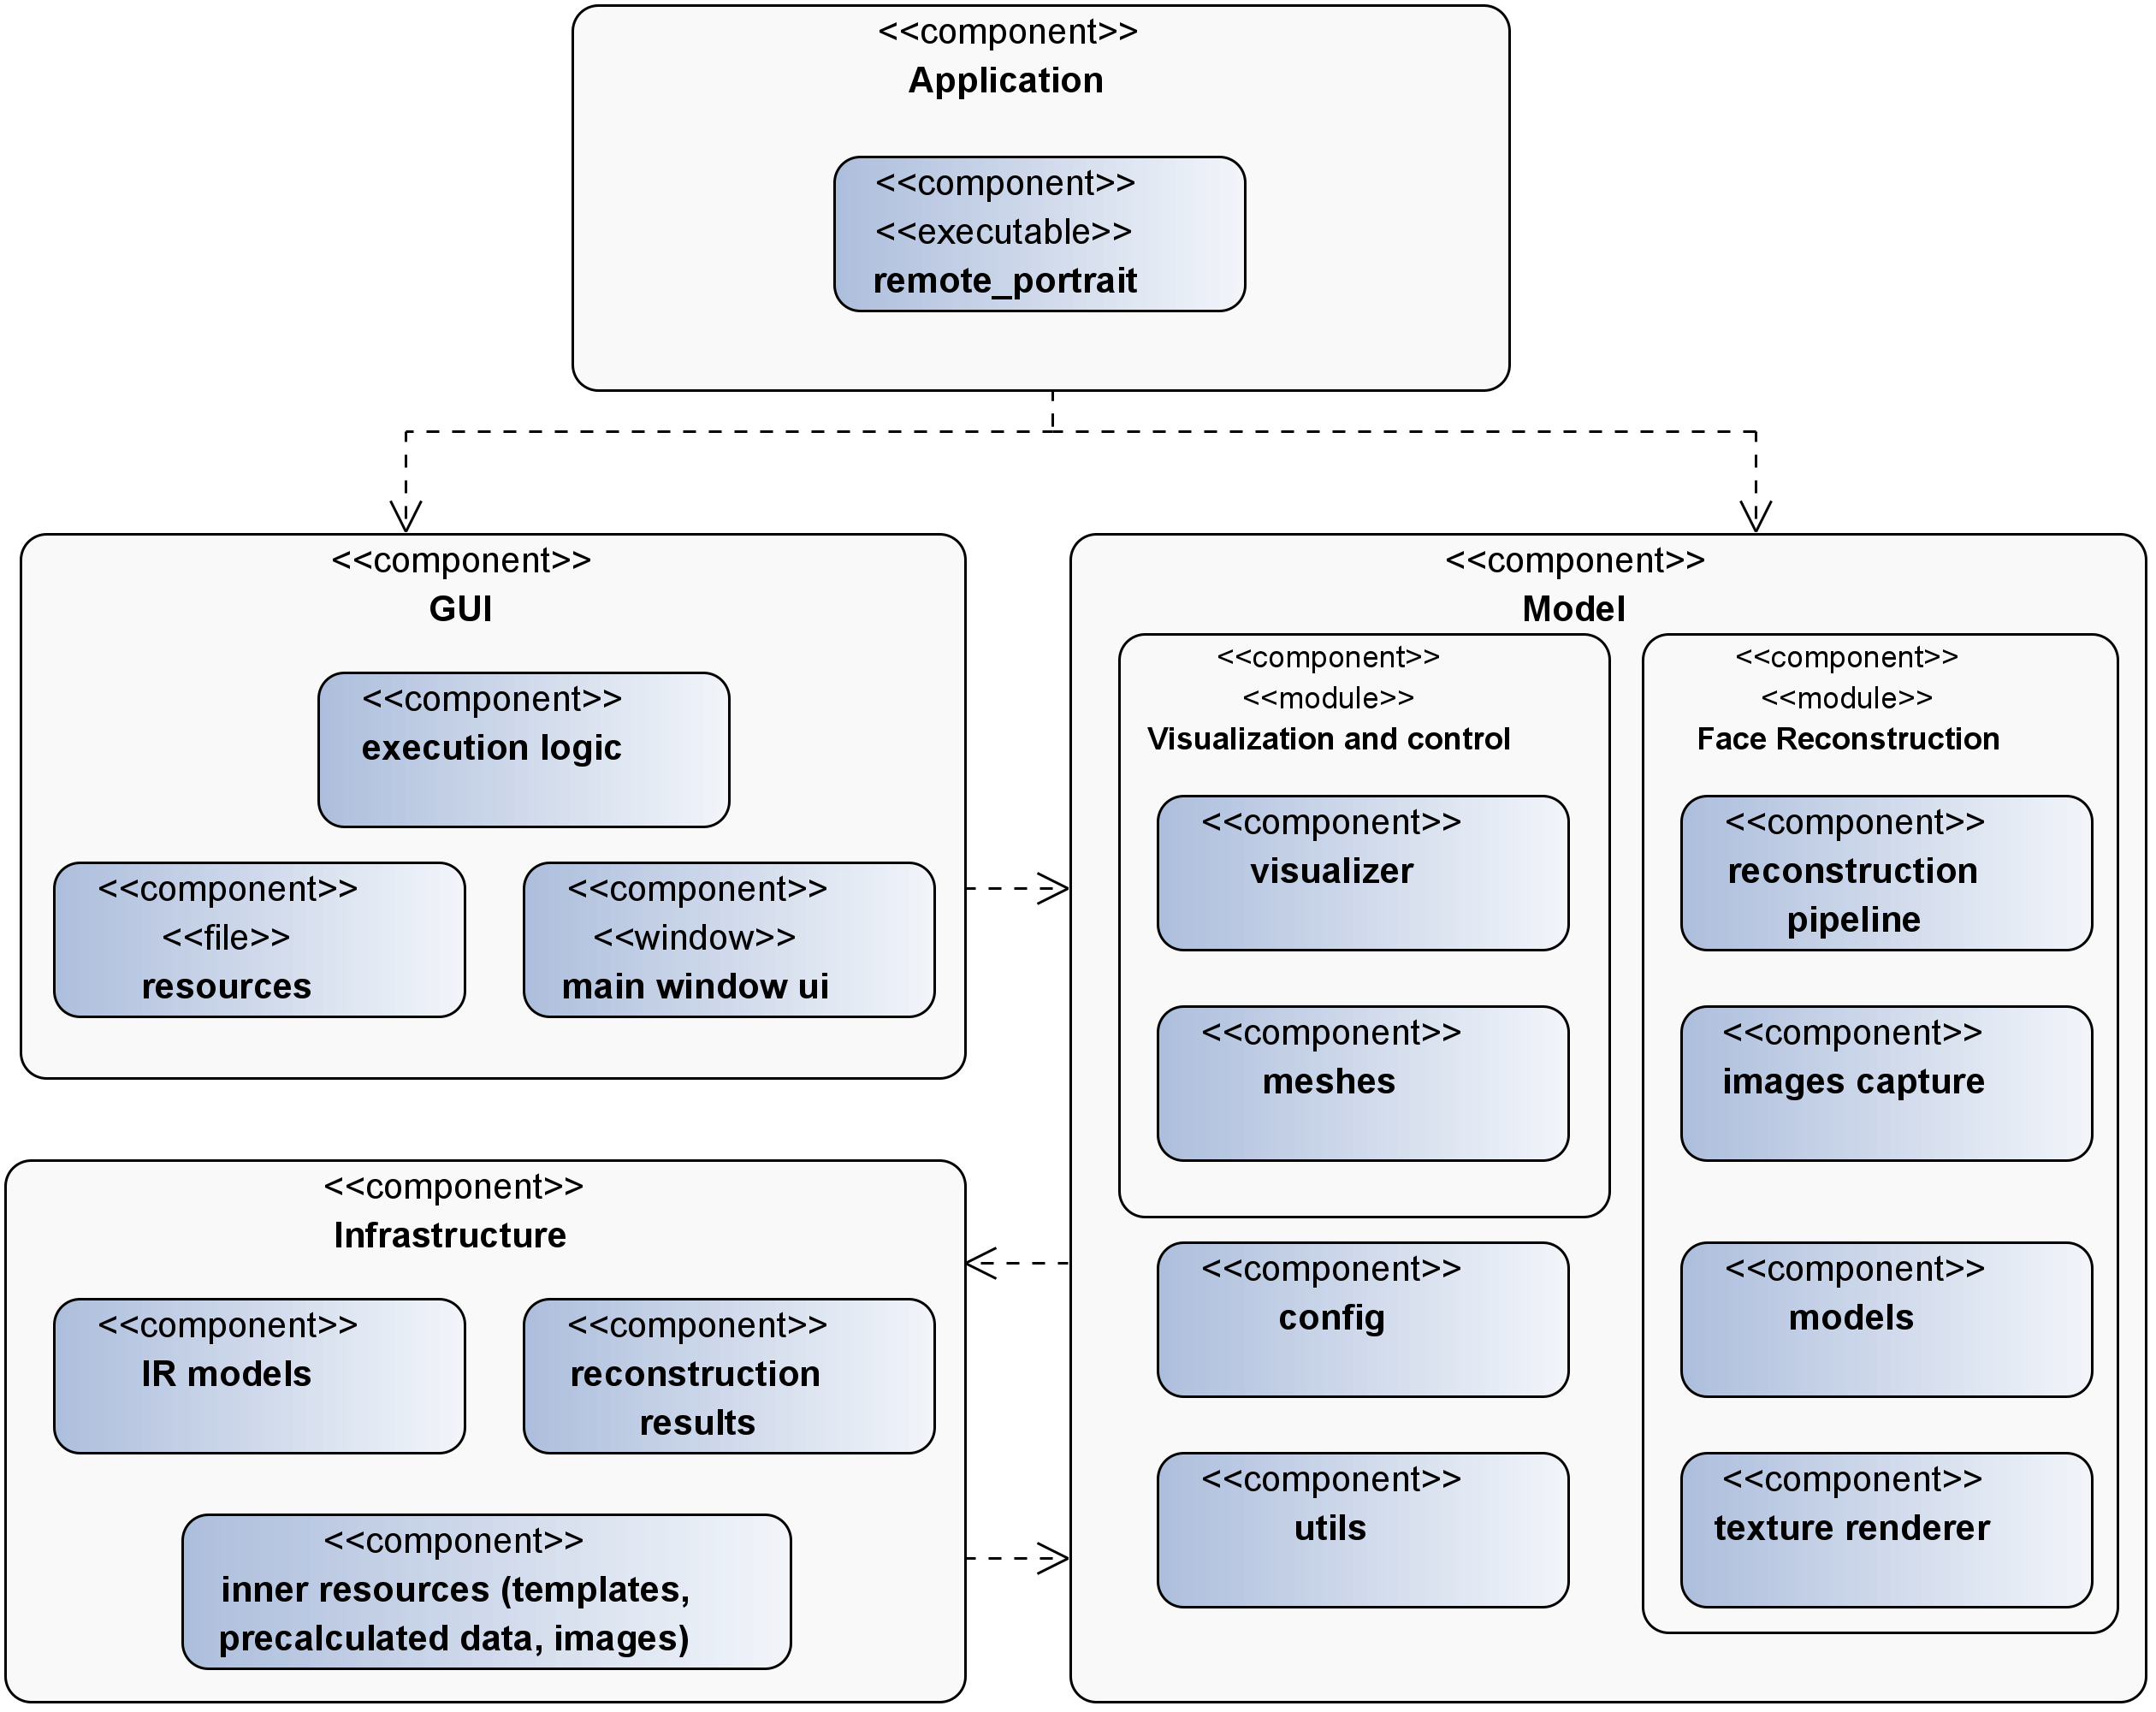 <<component>>
Application
<<component>>
<<executable>>
remote_portrait
<<component>>
GUI
<<component>>
execution logic
<<component>>
<<file>>
resources
<<component>>
<<window>>
main window ui
<<component>>
Model
<<component>>
<<module>>
Visualization and control
<<component>>
visualizer
<<component>>
meshes
<<component>>
config
<<component>>
utils
<<component>>
<<module>>
Face Reconstruction
<<component>>
reconstruction
pipeline
<<component>>
images capture
<<component>>
models
<<component>>
texture renderer
<<component>>
Infrastructure
<<component>>
IR models
<<component>>
reconstruction
results
<<component>>
inner resources (templates,
precalculated data, images)